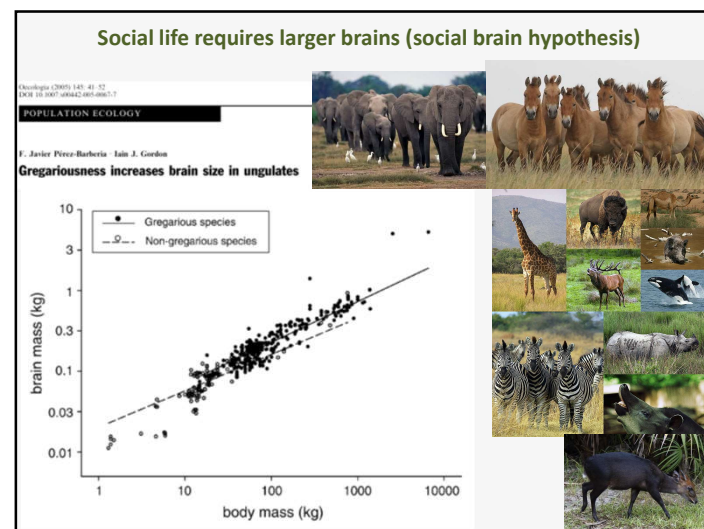 Social life requires larger brains (social brain hypothesis)
Oecologia (2005) 145: 41–52
DOI 10.1007/s00442-005-0067-7
POPULATION ECOLOGY
F. Javier Pérez-Barbería · Iain J. Gordon
Gregariousness increases brain size in ungulates
Gregarious species
Non-gregarious species
10
3
1
0.3
0.1
0.03
0.01
brain mass (kg)
1
10
100
1000
10000
body mass (kg)